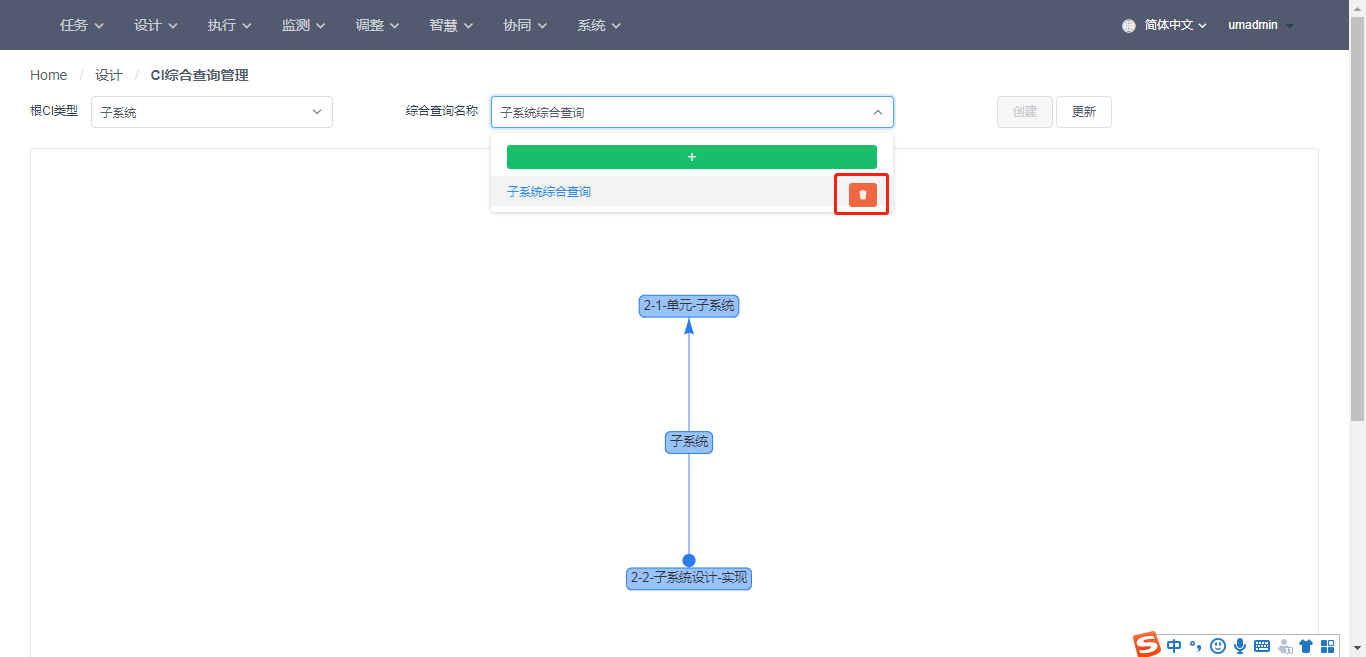 任务 设计 执行 监测 调整 智慧 协同 系统 简体中文 umadmin
Home / 设计 / CI综合查询管理
根CI类型 子系统 综合查询名称 子系统综合查询 创建 更新
+
子系统综合查询
2-1-单元-子系统
子系统
2-2-子系统设计-实现
S 中